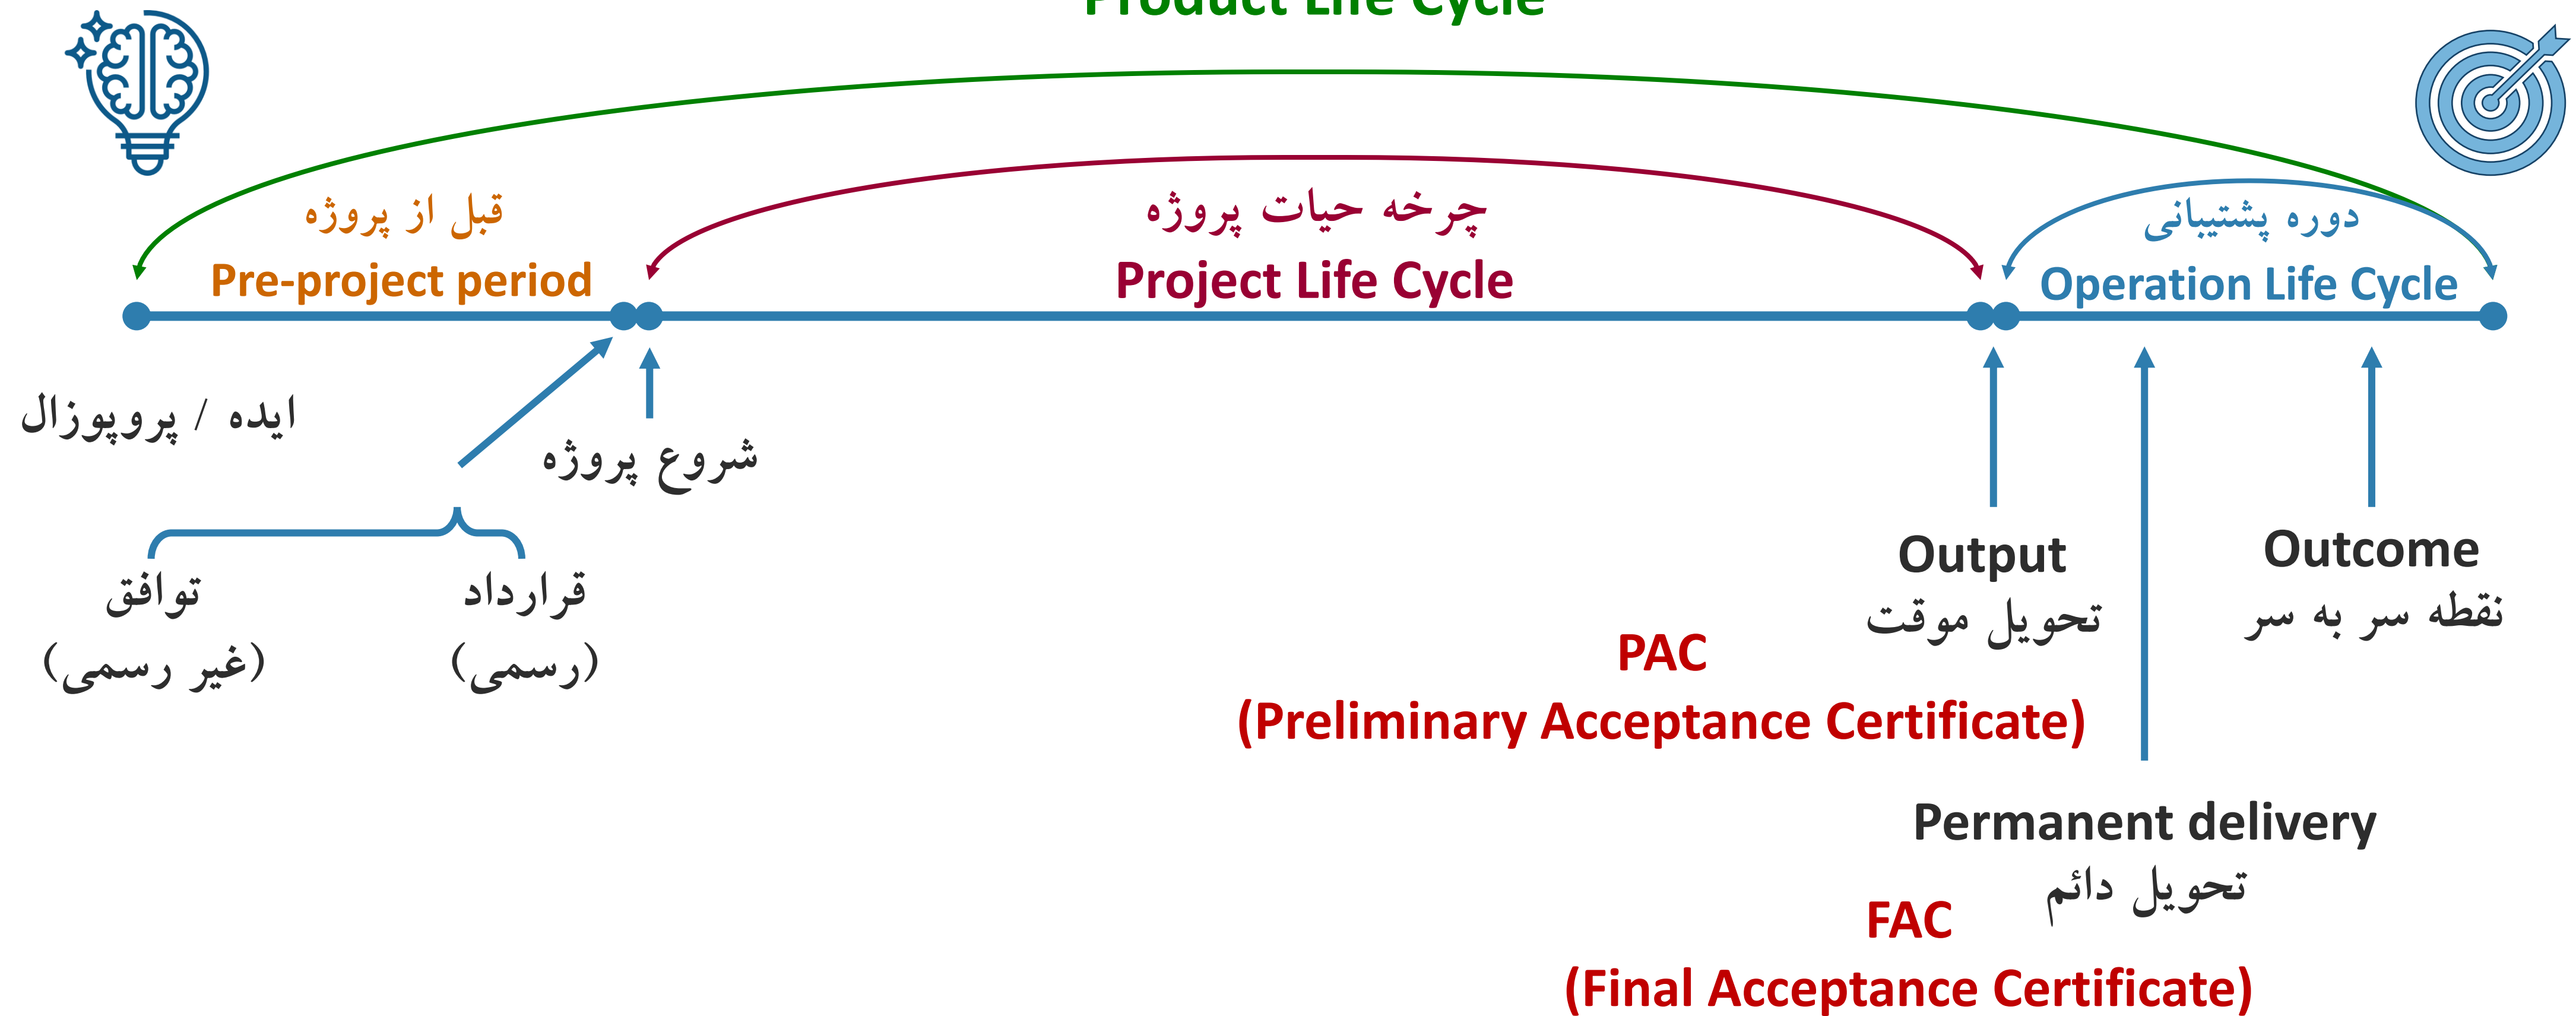 Product Life Cycle
قبل از پروژه
Pre-project period
چرخه حیات پروژه
Project Life Cycle
دوره پشتیبانی
Operation Life Cycle
ایده / پروپوزال
شروع پروژه
توافق
(غیر رسمی)
قرارداد
(رسمی)
Output
تحویل موقت
PAC
(Preliminary Acceptance Certificate)
Outcome
نقطه سر به سر
Permanent delivery
تحویل دائم
FAC
(Final Acceptance Certificate)